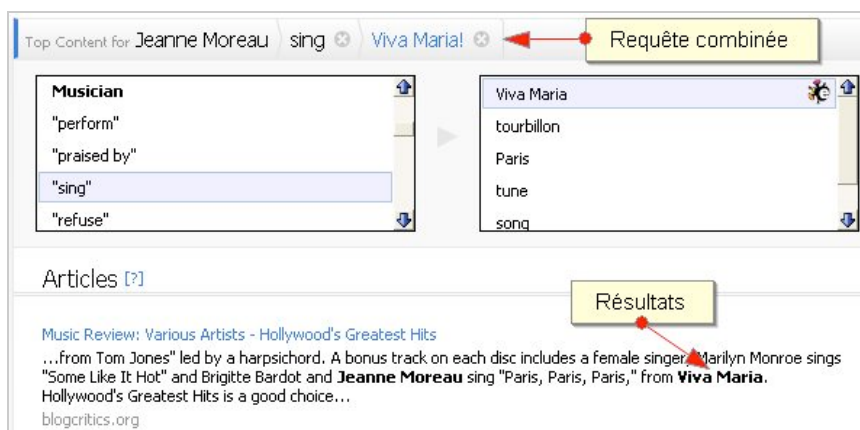 Top Content for Jeanne Moreau sing Viva Maria!
Requête combinée
Musician
"perform"
"praised by"
"sing"
"refuse"
Viva Maria
tourbillon
Paris
tune
song
Articles [?]
Résultats
Music Review: Various Artists - Hollywood's Greatest Hits
...from Tom Jones" led by a harpsichord. A bonus track on each disc includes a female singer. Marilyn Monroe sings
"Some Like It Hot" and Brigitte Bardot and Jeanne Moreau sing "Paris, Paris, Paris," from Viva Maria.
Hollywood's Greatest Hits is a good choice...
blogcritics.org